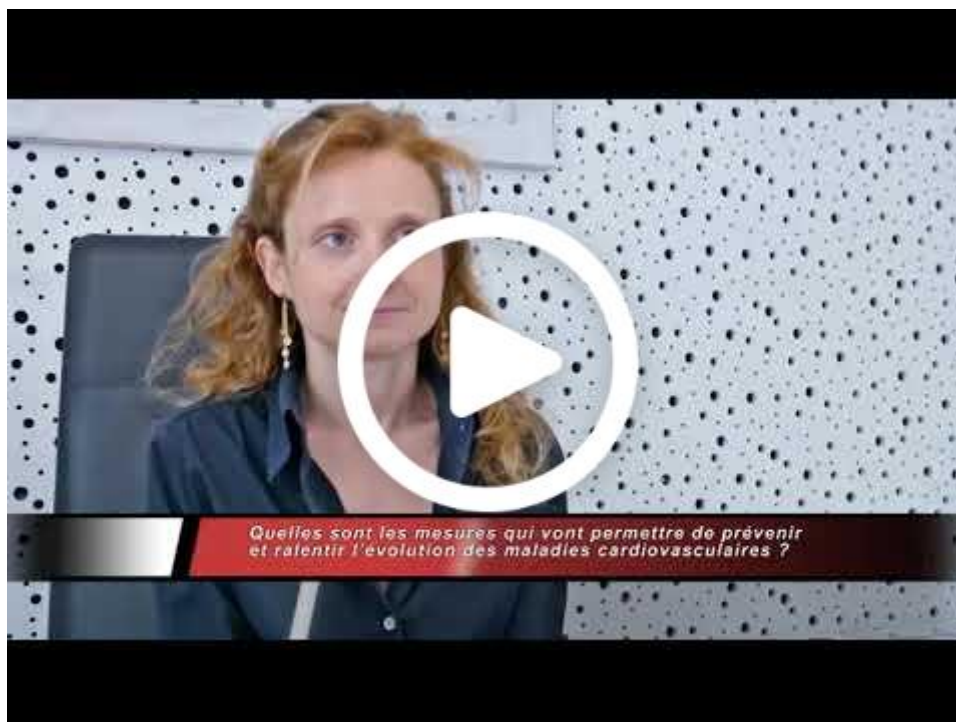 Quelles sont les mesures qui vont permettre de prévenir
et ralentir l'évolution des maladies cardiovasculaires ?